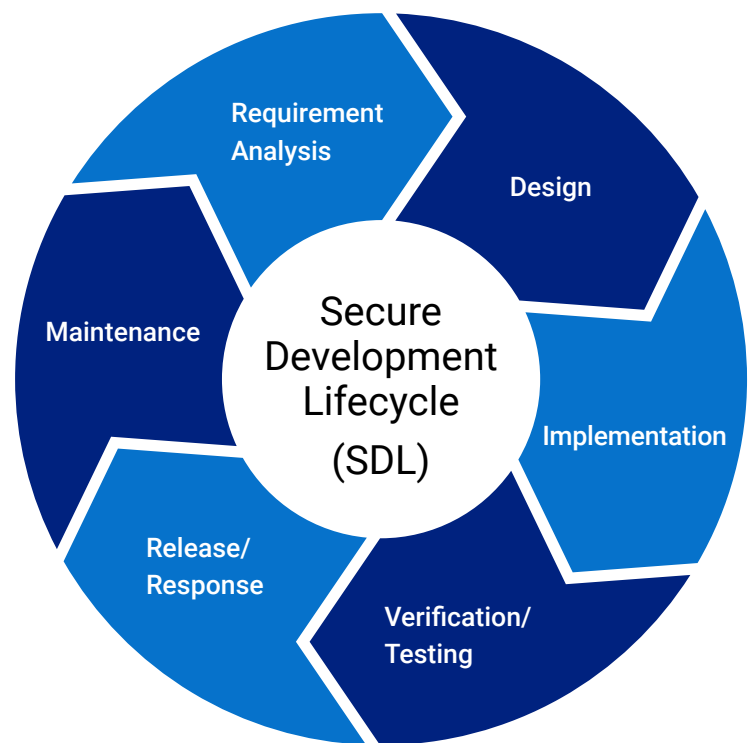 Requirement
Analysis
Design
Maintenance
Secure
Development
Lifecycle
(SDL)
Implementation
Release/
Response
Verification/
Testing